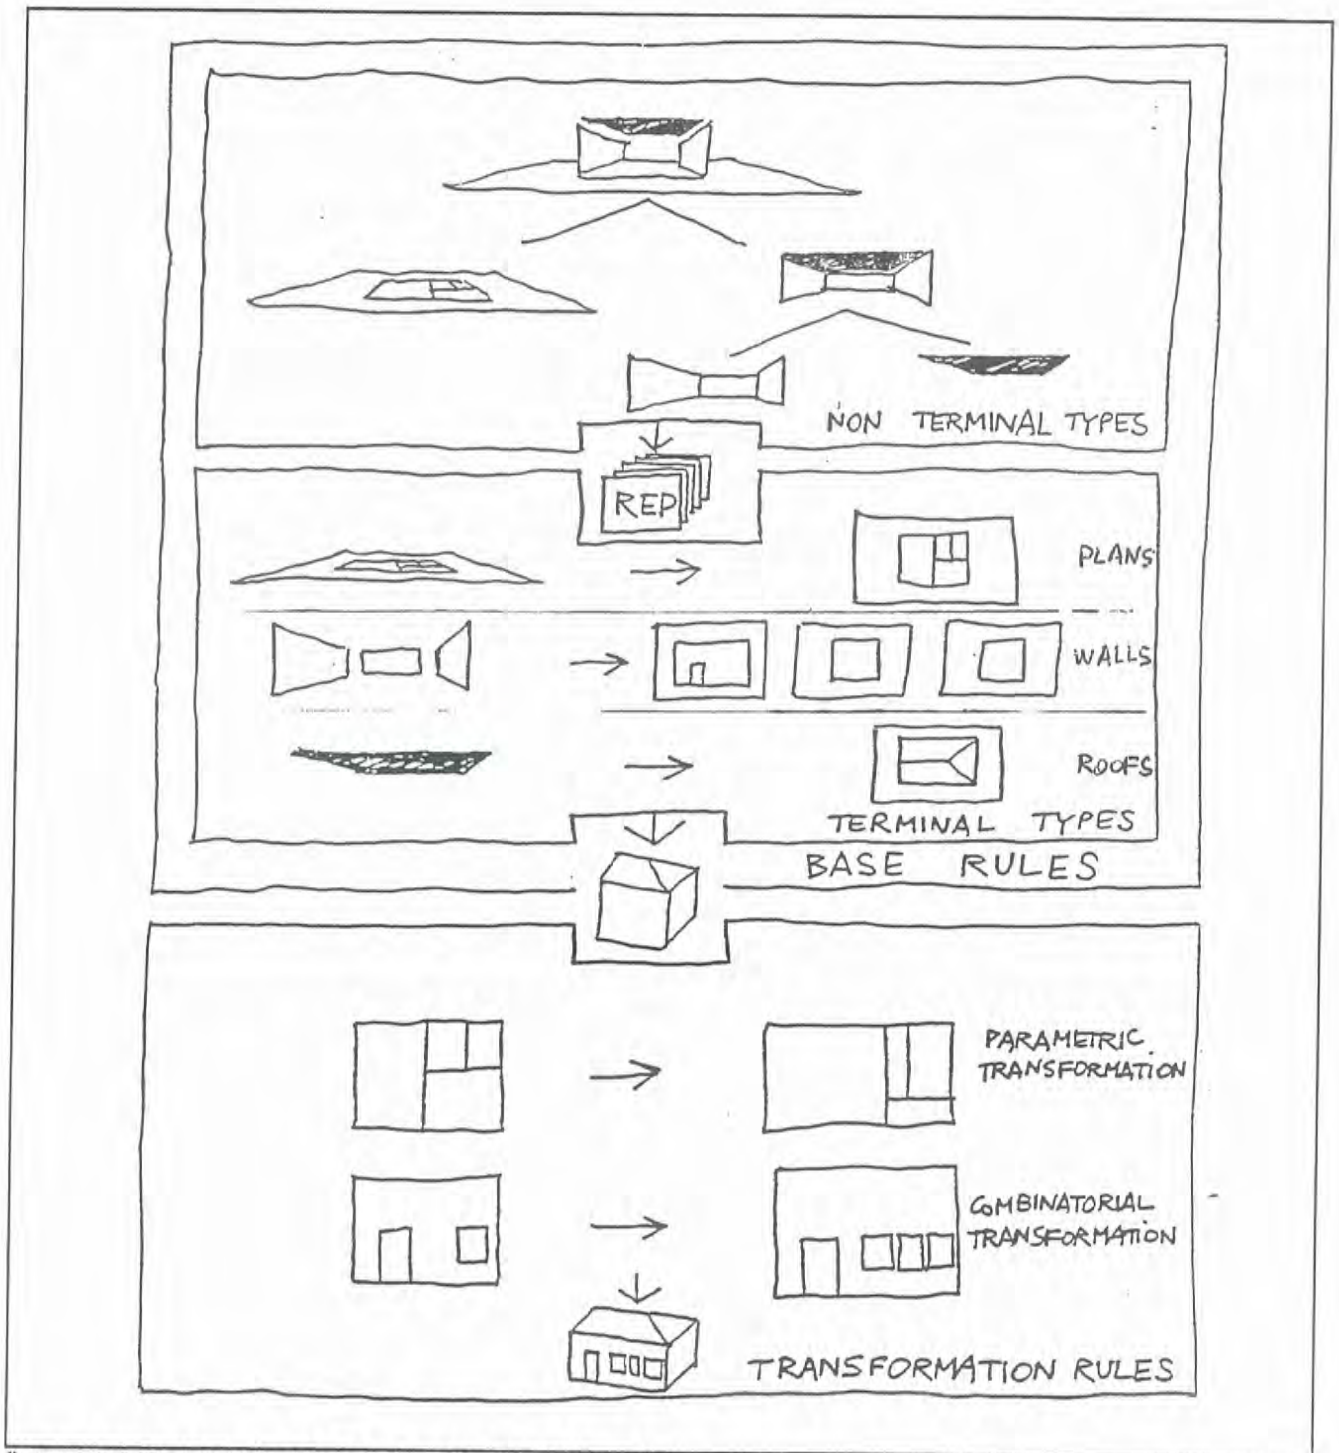 NON TERMINAL TYPES
REP
PLANS
WALLS
ROOFS
TERMINAL TYPES
BASE RULES
PARAMETRIC
TRANSFORMATION
COMBINATORIAL
TRANSFORMATION
TRANSFORMATION RULES